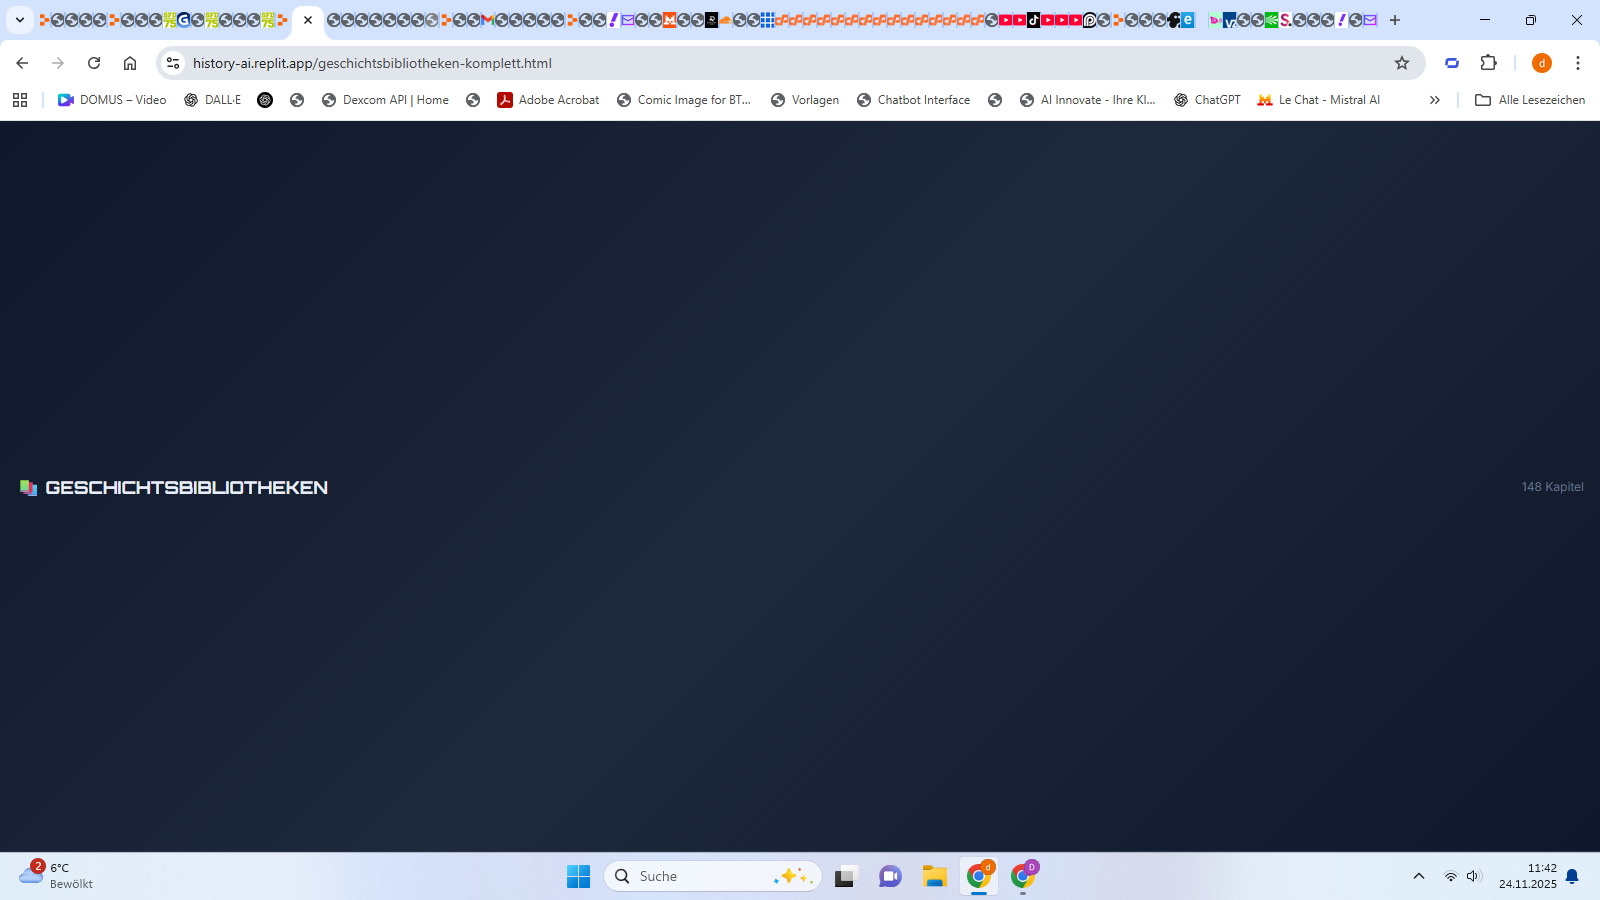 history-ai.replit.app/geschichtsbibliotheken-komplett.html
d
DOMUS – Video
DALL·E
Dexcom API | Home
Adobe Acrobat
Comic Image for BT...
Vorlagen
Chatbot Interface
AI Innovate - Ihre KI...
ChatGPT
Le Chat - Mistral AI
Alle Lesezeichen
GESCHICHTSBIBLIOTHEKEN
148 Kapitel
2
6°C
Bewölkt
Suche
d
D
11:42
24.11.2025